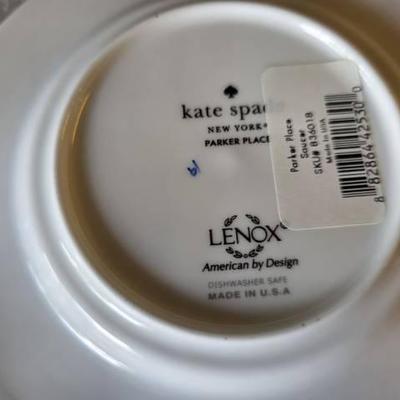 kate spade
NEW YORK
PARKER PLACE
LENOX®
American by Design
DISHWASHER SAFE
MADE IN U.S.A
Parker Place
Saucer
SKU# 836018
Made In USA
8 82864 42530 0